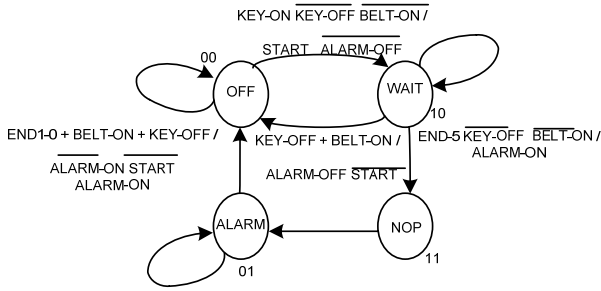 KEY-ON KEY-OFF BELT-ON /
START ALARM-OFF
00
OFF
WAIT
10
END1-0 + BELT-ON + KEY-OFF /
KEY-OFF + BELT-ON /
END-5 KEY-OFF BELT-ON /
ALARM-ON
ALARM-ON START
ALARM-ON
ALARM-OFF START
ALARM
NOP
01
11